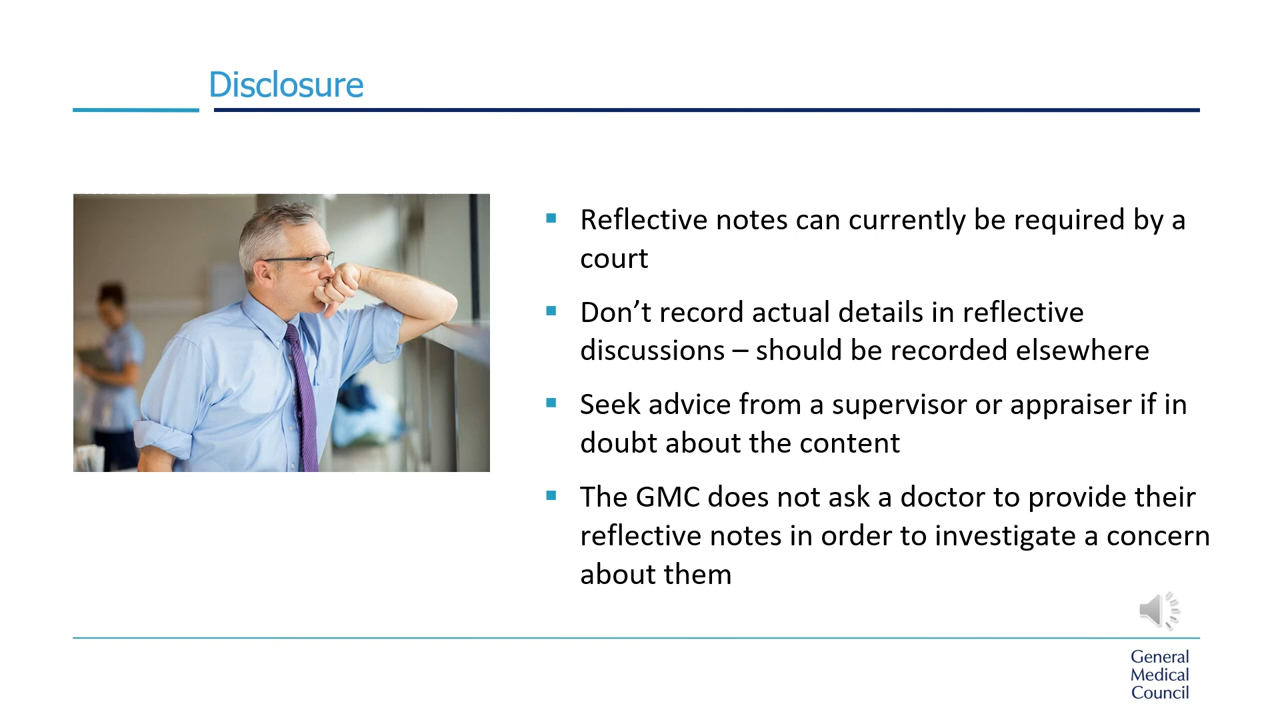 Disclosure
▪ Reflective notes can currently be required by a
court
▪ Don’t record actual details in reflective
discussions – should be recorded elsewhere
▪ Seek advice from a supervisor or appraiser if in
doubt about the content
▪ The GMC does not ask a doctor to provide their
reflective notes in order to investigate a concern
about them
General
Medical
Council